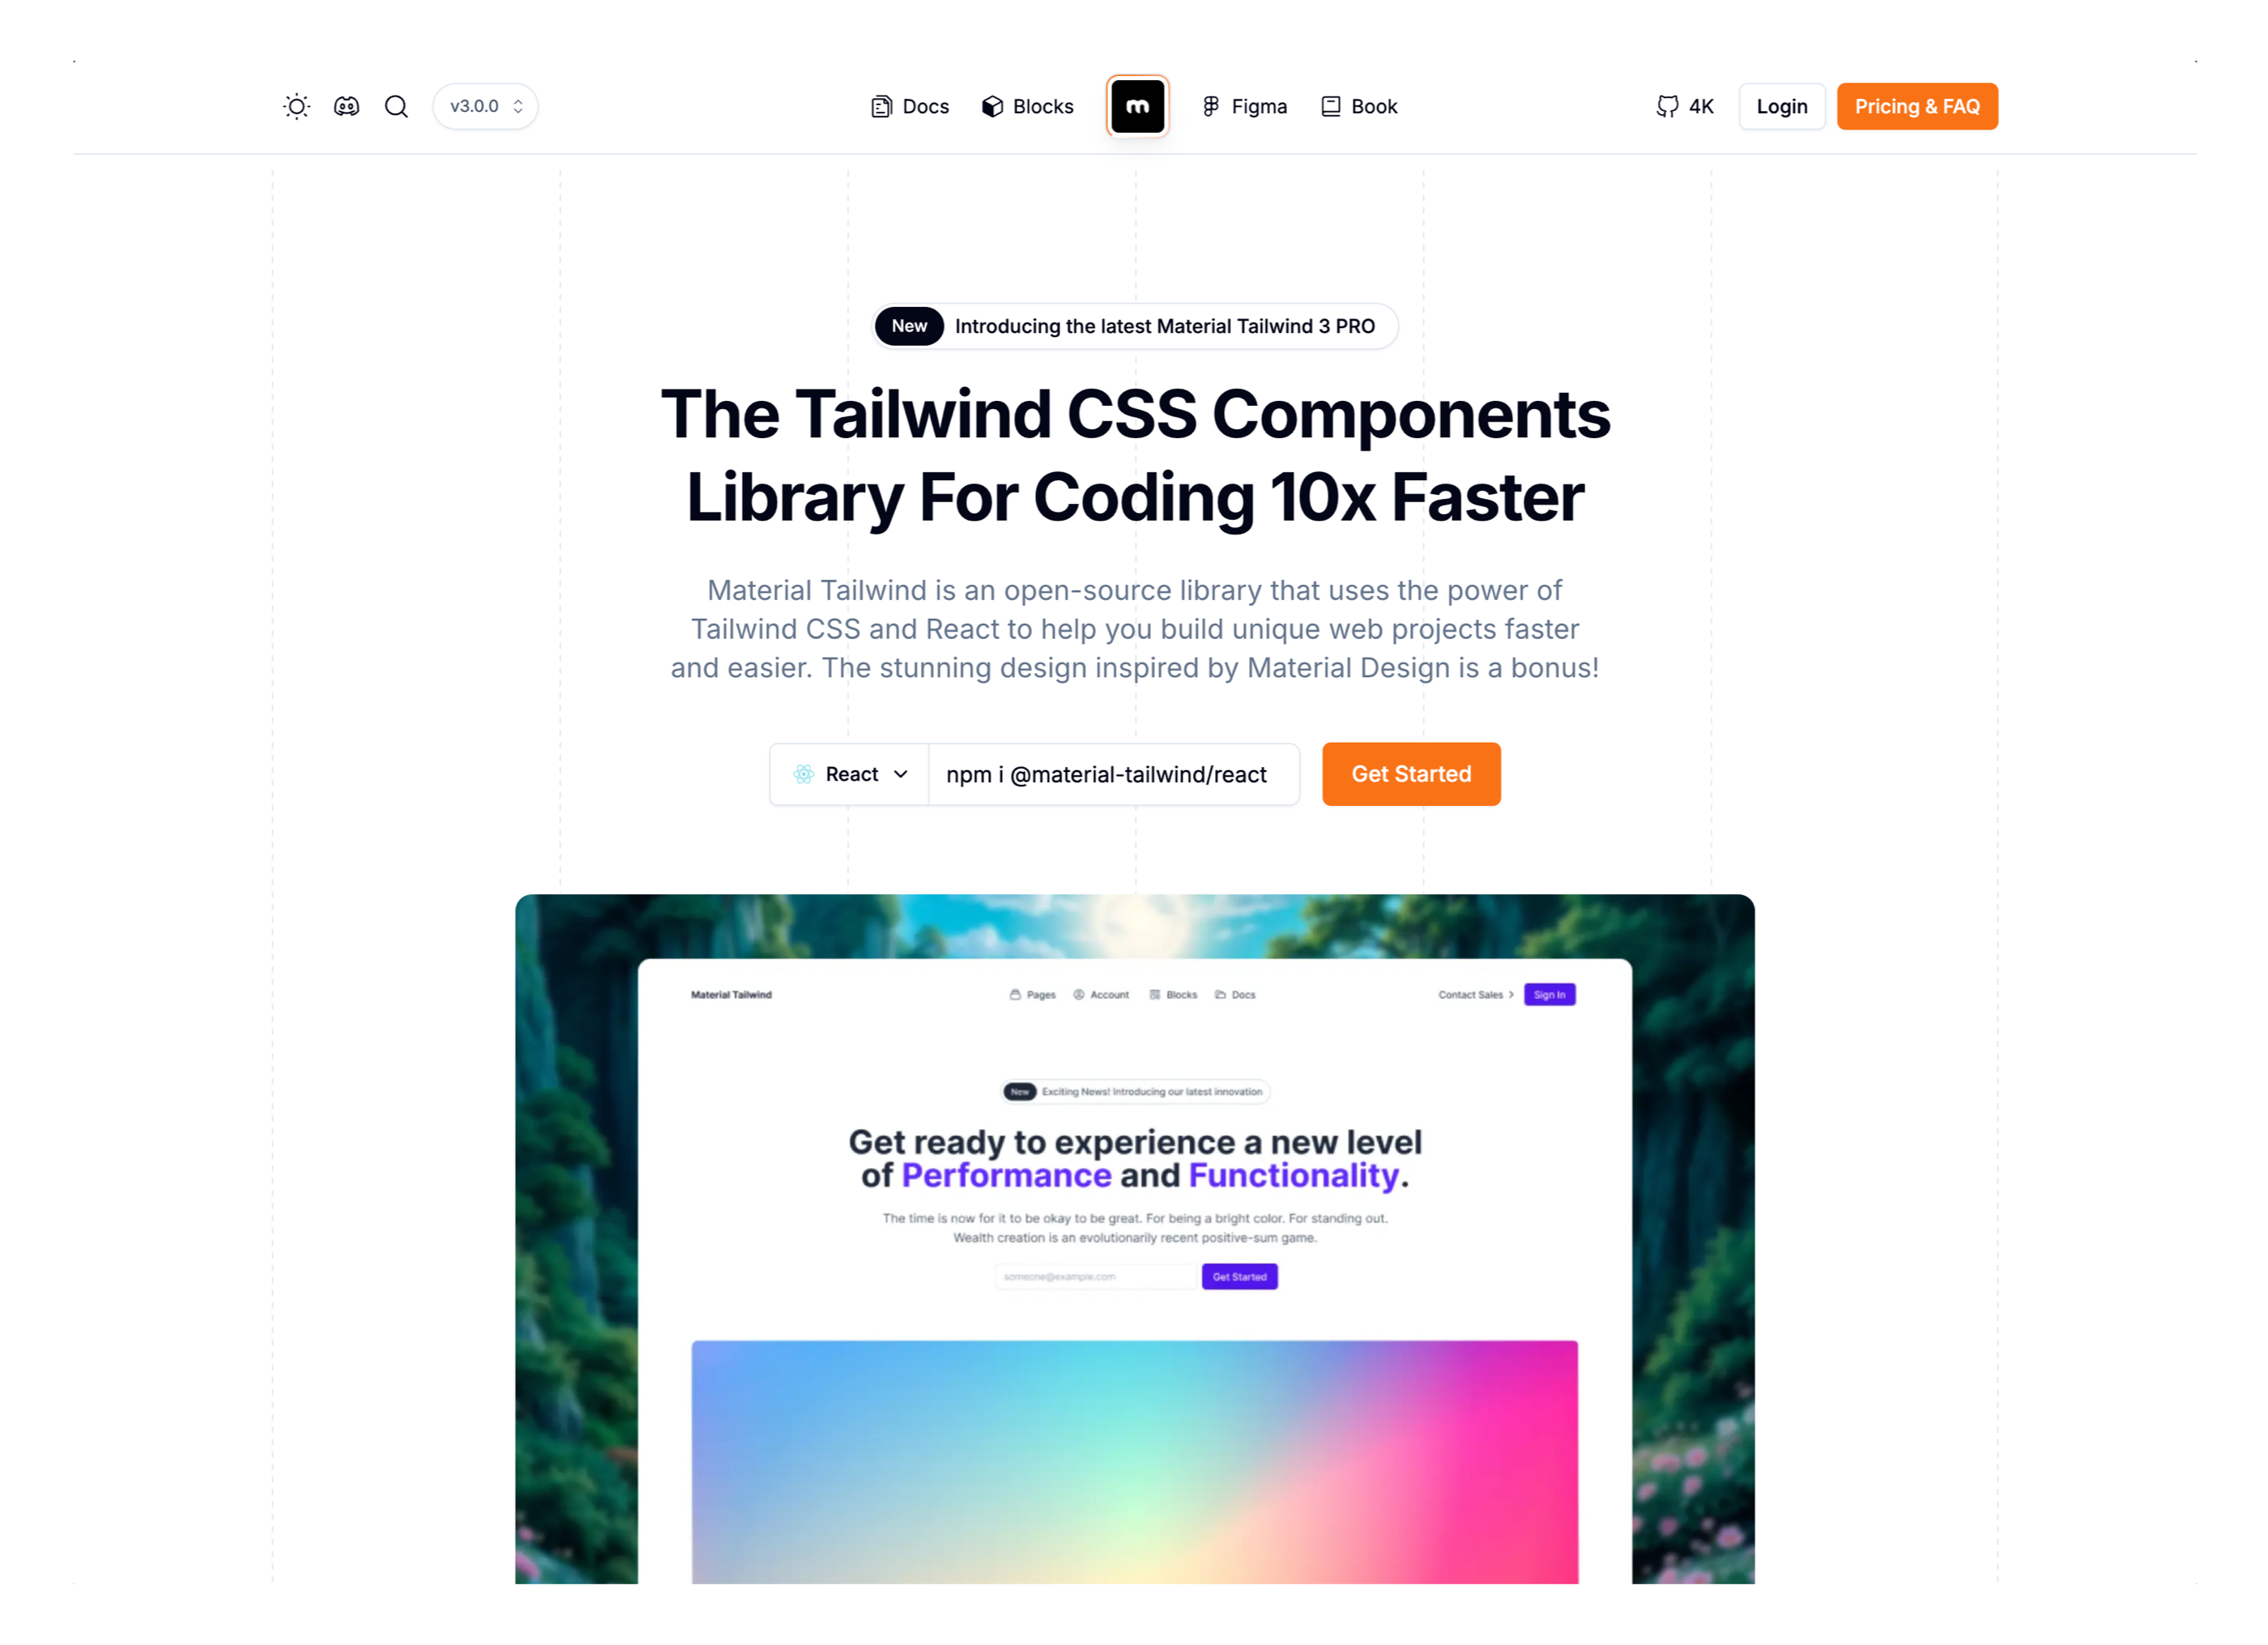 v3.0.0
Docs
Blocks
m
Figma
Book
4K
Login
Pricing & FAQ
New Introducing the latest Material Tailwind 3 PRO
The Tailwind CSS Components
Library For Coding 10x Faster
Material Tailwind is an open-source library that uses the power of
Tailwind CSS and React to help you build unique web projects faster
and easier. The stunning design inspired by Material Design is a bonus!
React
npm i @material-tailwind/react
Get Started
Material Tailwind
Pages
Account
Blocks
Docs
Contact Sales
Sign In
New Exciting News! Introducing our latest innovation
Get ready to experience a new level
of Performance and Functionality.
The time is now for it to be okay to be great. For being a bright color. For standing out.
Wealth creation is an evolutionarily recent positive-sum game.
someone@example.com
Get Started